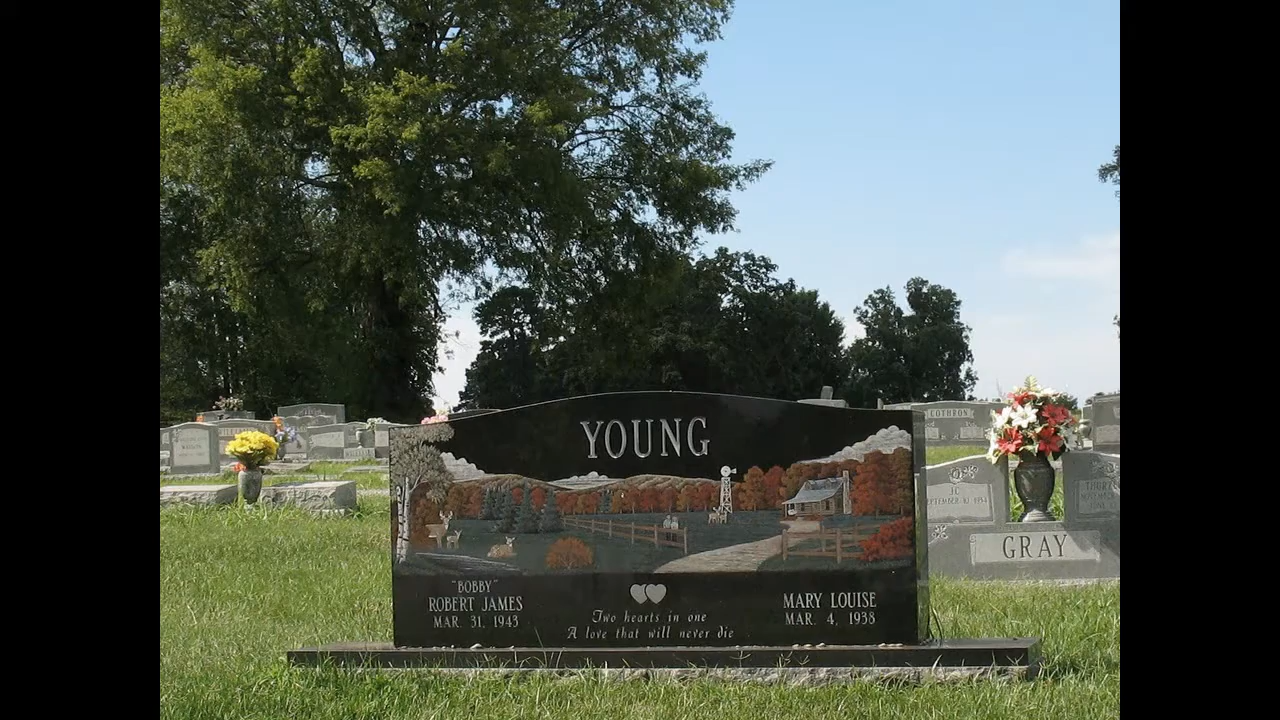 YOUNG
"BOBBY"
ROBERT JAMES
MAR. 31, 1943
Two hearts in one
A love that will never die
MARY LOUISE
MAR. 4, 1938
LOTHRON
GRAY